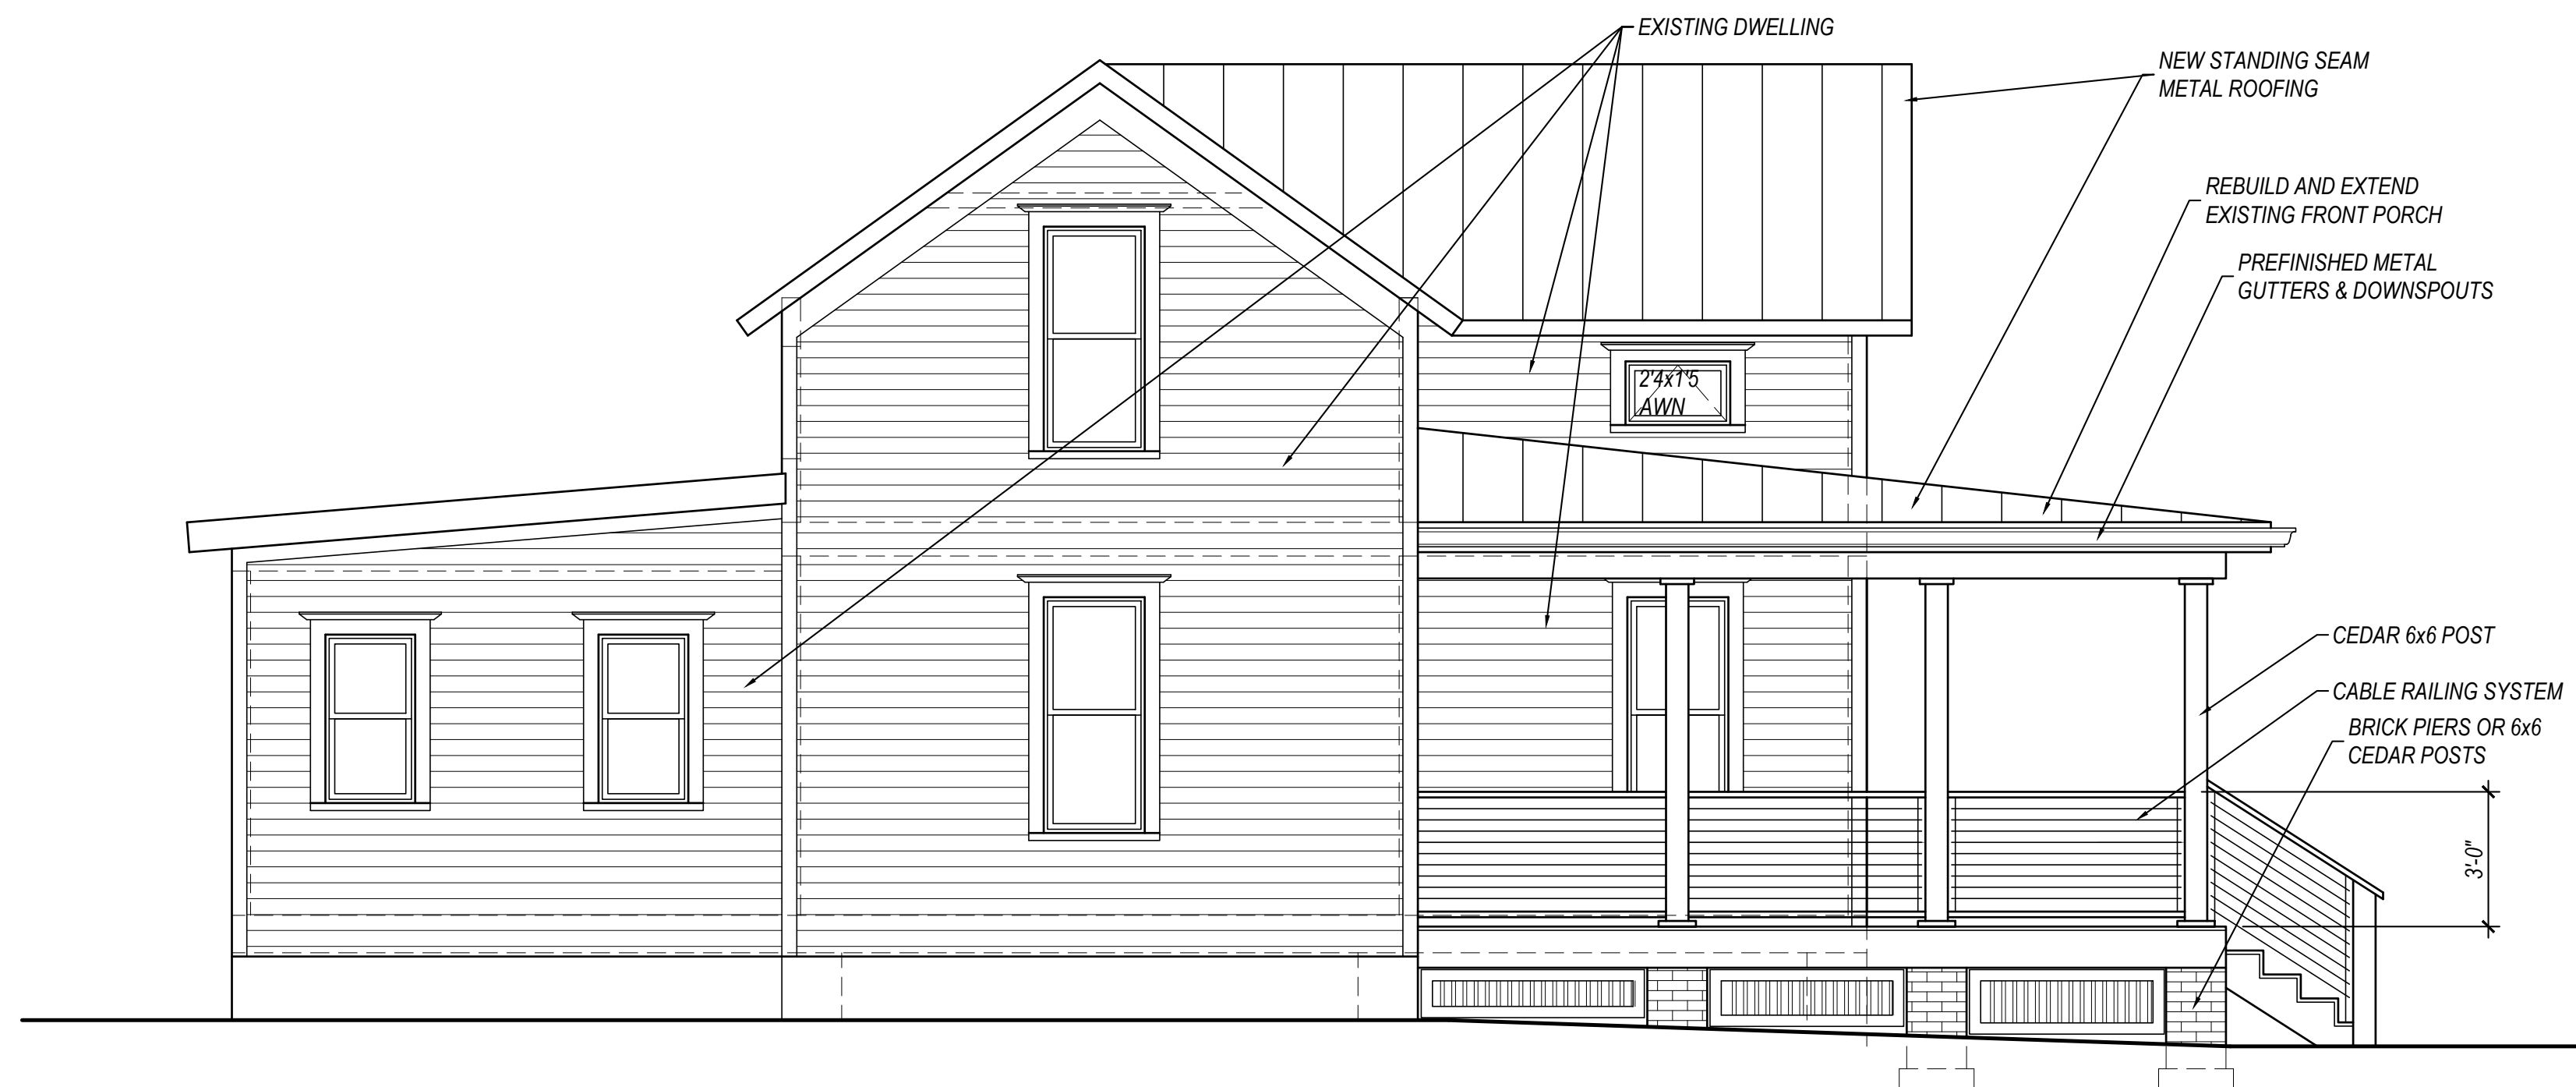 EXISTING DWELLING
NEW STANDING SEAM
METAL ROOFING
REBUILD AND EXTEND
EXISTING FRONT PORCH
PREFINISHED METAL
GUTTERS & DOWNSPOUTS
2'4x1'5
AWN
CEDAR 6x6 POST
CABLE RAILING SYSTEM
BRICK PIERS OR 6x6
CEDAR POSTS
3'-0"